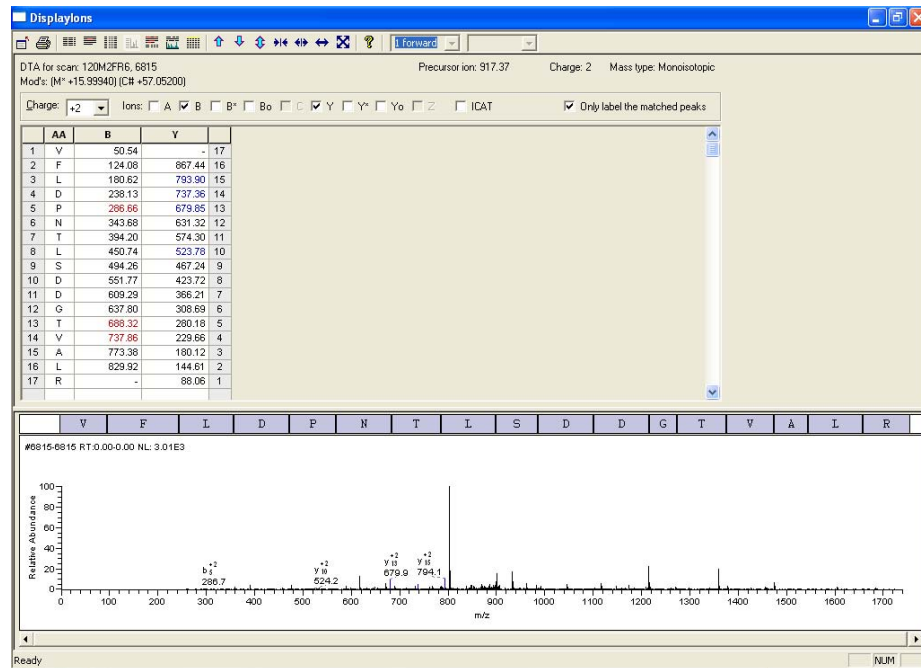 DisplayIons
1 forward
DTA for scan: 120M2FR6, 6815 Precursor ion: 917.37 Charge: 2 Mass type: Monoisotopic
Mod's: (M* +15.99940) (C# +57.05200)
Charge: +2 Ions: A B B* Bo C Y Y* Yo Z ICAT Only label the matched peaks
AA B Y
1 V 50.54 - 17
2 F 124.08 867.44 16
3 L 180.62 793.90 15
4 D 238.13 737.36 14
5 P 286.66 679.85 13
6 N 343.68 631.32 12
7 T 394.20 574.30 11
8 L 450.74 523.78 10
9 S 494.26 467.24 9
10 D 551.77 423.72 8
11 D 609.29 366.21 7
12 G 637.80 308.69 6
13 T 688.32 280.18 5
14 V 737.86 229.66 4
15 A 773.38 180.12 3
16 L 829.92 144.61 2
17 R - 88.06 1
V F L D P N T L S D D G T V A L R
#6815-6815 RT:0.00-0.00 NL: 3.01E3
Relative Abundance
100
80
60
40
20
0
b 5 +2 286.7
y 10 +2 524.2
y 13 +2 679.9
y 15 +2 794.1
0 100 200 300 400 500 600 700 800 900 1000 1100 1200 1300 1400 1500 1600 1700
m/z
Ready NUM